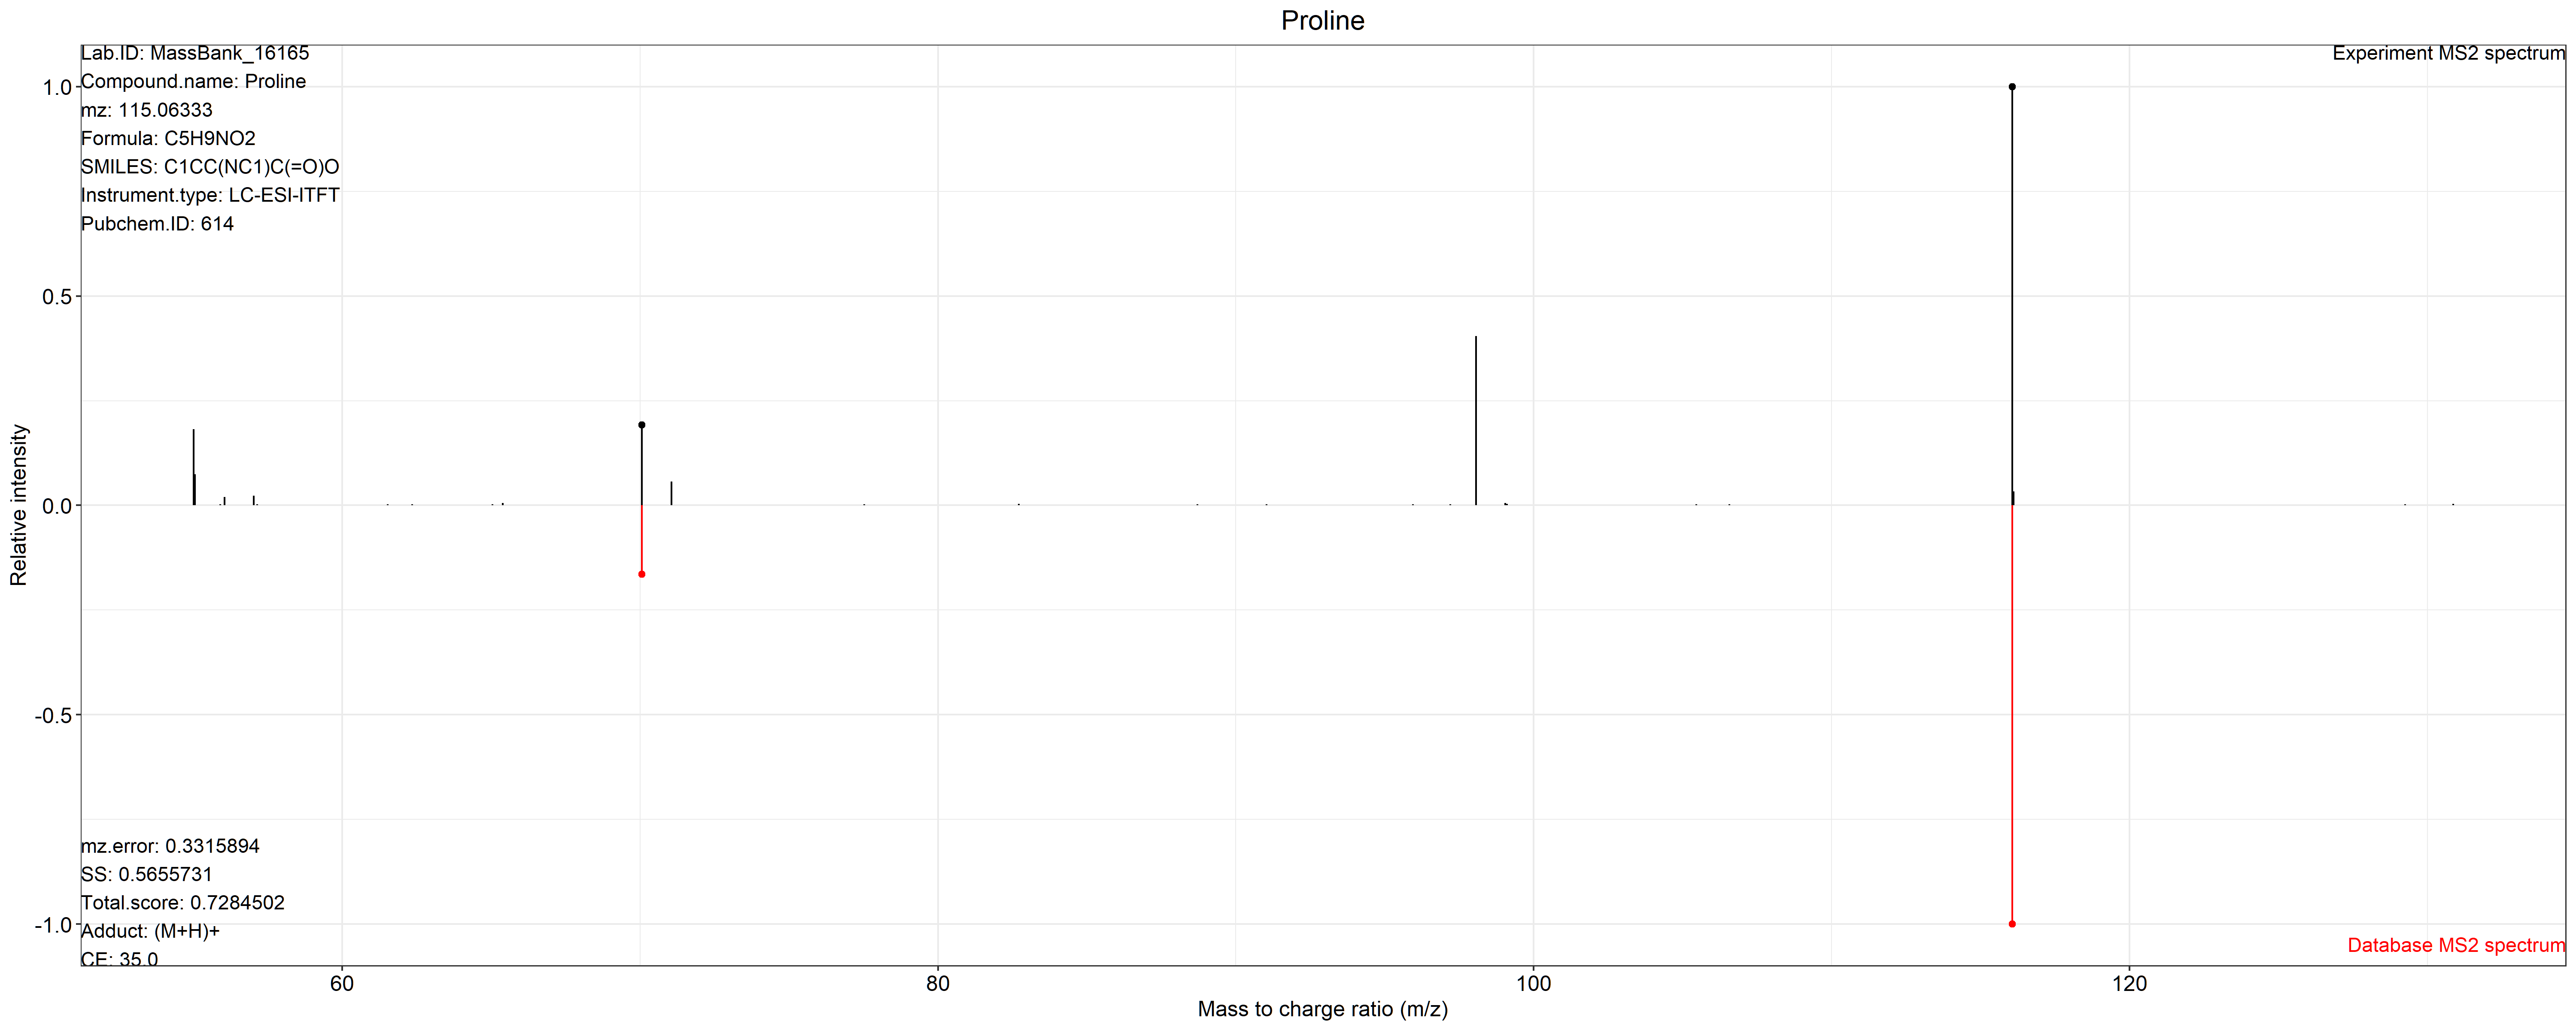 Proline
Lab.ID: MassBank_16165
Compound.name: Proline
mz: 115.06333
Formula: C5H9NO2
SMILES: C1CC(NC1)C(=O)O
Instrument.type: LC-ESI-ITFT
Pubchem.ID: 614
Experiment MS2 spectrum
1.0
0.5
0.0
-0.5
-1.0
Relative intensity
mz.error: 0.3315894
SS: 0.5655731
Total.score: 0.7284502
Adduct: (M+H)+
CE: 35.0
Database MS2 spectrum
60
80
100
120
Mass to charge ratio (m/z)